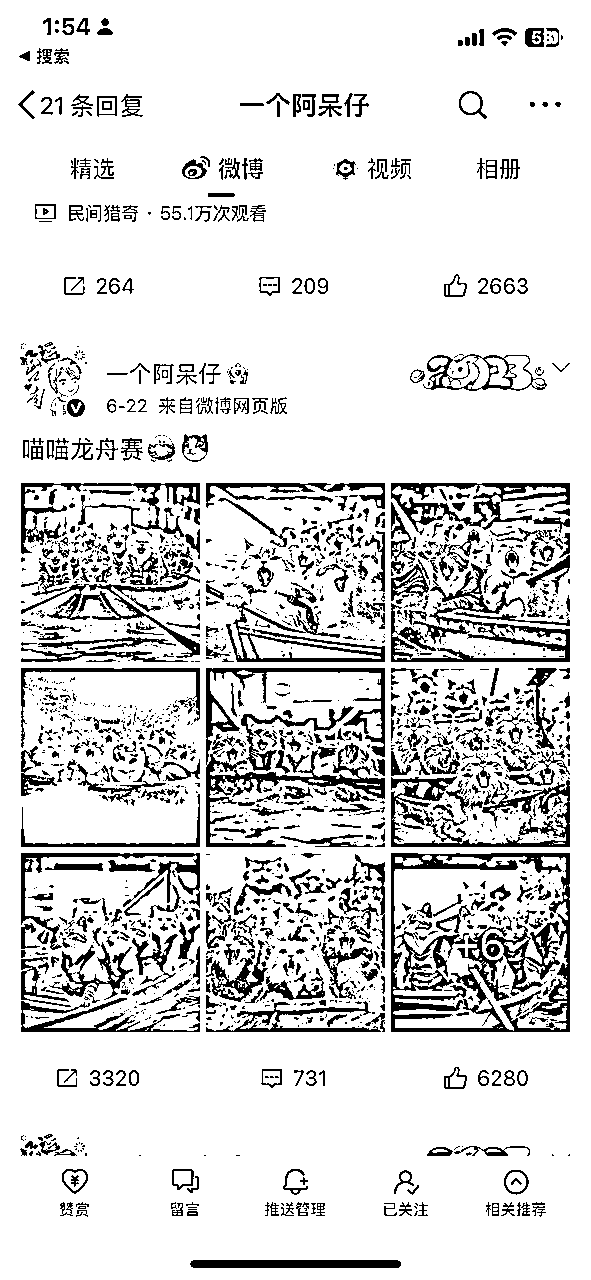 1:54
搜索
21 条回复 一个阿呆仔
精选 微博 视频 相册
民间猎奇 · 55.1万次观看
264 209 2663
一个阿呆仔
2023
6-22 来自微博网页版
喵喵龙舟赛
+6
3320 731 6280
赞赏 留言 推送管理 已关注 相关推荐